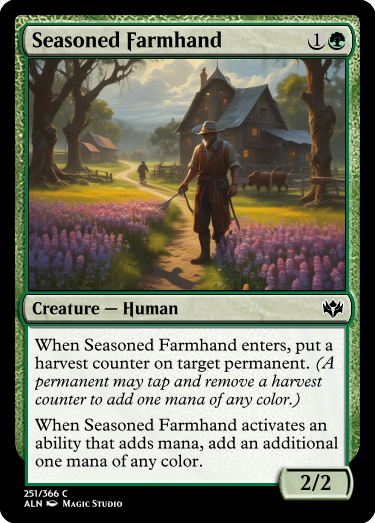 Seasoned Farmhand 1
Creature — Human
When Seasoned Farmhand enters, put a
harvest counter on target permanent. (A
permanent may tap and remove a harvest
counter to add one mana of any color.)
When Seasoned Farmhand activates an
ability that adds mana, add an additional
one mana of any color.
2/2
251/366 C
ALN Magic Studio